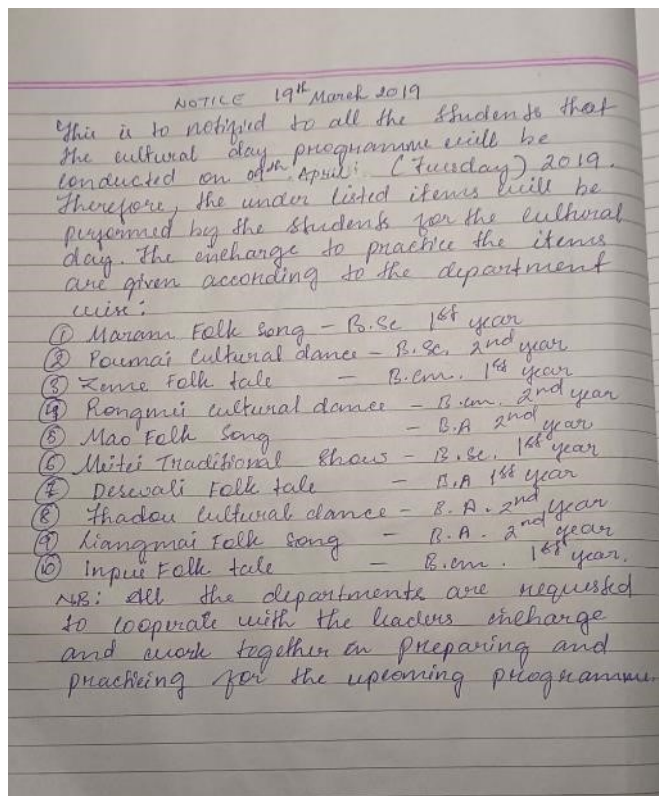 NOTICE 19th March 2019
This is to notified to all the students that
the cultural day programme will be
conducted on 09th April (Tuesday) 2019.
Therefore, the under listed items will be
performed by the students for the cultural
day. The encharge to practice the items
are given according to the department
wise:
① Maram Folk song - B.Sc 1st year
② Poumai Cultural dance - B.Sc. 2nd year
③ Zeme Folk tale - B.cm. 1st year
④ Rongmei cultural dance - B.cm. 2nd year
⑤ Mao Folk Song - B.A 2nd year
⑥ Meitei Traditional Shows - B.Sc. 1st year
⑦ Deswali Folk tale - B.A 1st year
⑧ Thadou Cultural dance - B.A. 2nd year
⑨ Liangmai Folk Song - B.A. 2nd year
⑩ Inpui Folk tale - B.cm. 1st year.
NB: All the departments are requested
to cooperate with the leaders encharge
and work together in preparing and
practicing for the upcoming programme.